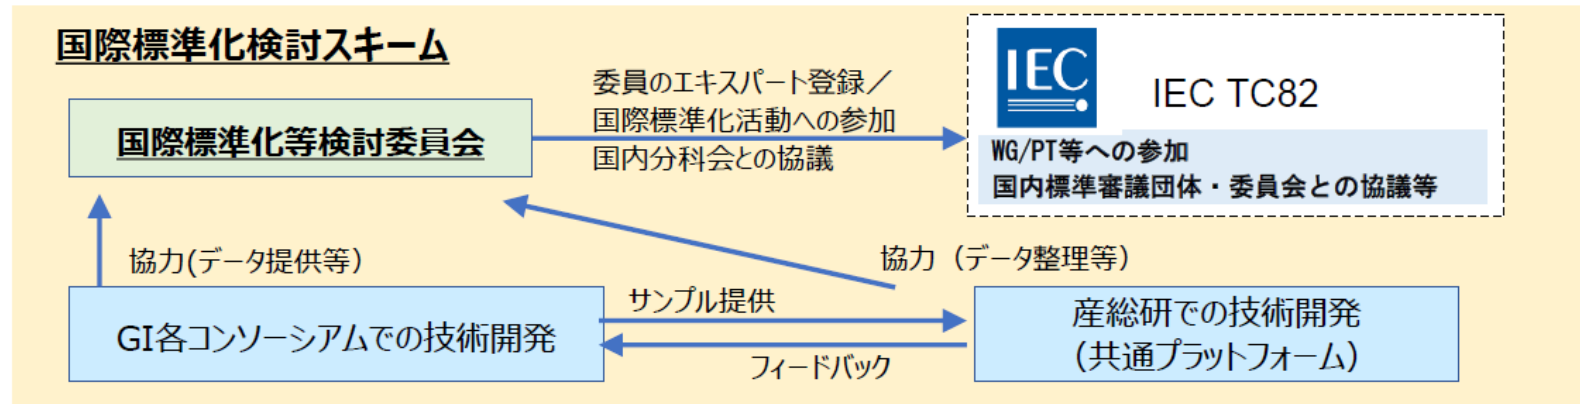 国際標準化検討スキーム
国際標準化等検討委員会
委員のエキスパート登録／
国際標準化活動への参加
国内分科会との協議
IEC
IEC TC82
WG/PT等への参加
国内標準審議団体・委員会との協議等
協力(データ提供等）
協力（データ整理等）
GI各コンソーシアムでの技術開発
サンプル提供
フィードバック
産総研での技術開発
（共通プラットフォーム）